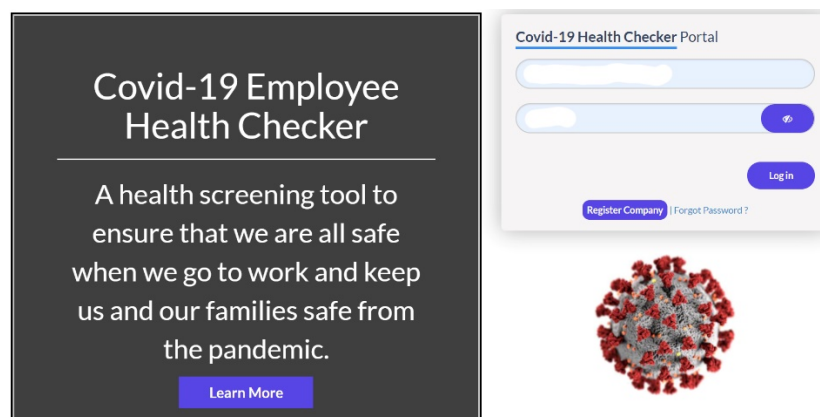 Covid-19 Employee
Health Checker
A health screening tool to
ensure that we are all safe
when we go to work and keep
us and our families safe from
the pandemic.
Learn More
Covid-19 Health Checker Portal
Log in
Register Company | Forgot Password ?